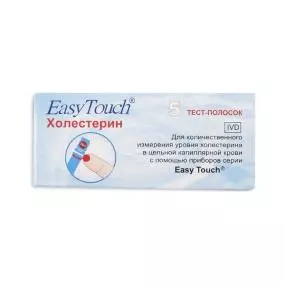 EasyTouch®
Холестерин
5
ТЕСТ-ПОЛОСОК
IVD
Для количественного
измерения уровня холестерина
в цельной капиллярной крови
с помощью приборов серии
Easy Touch®